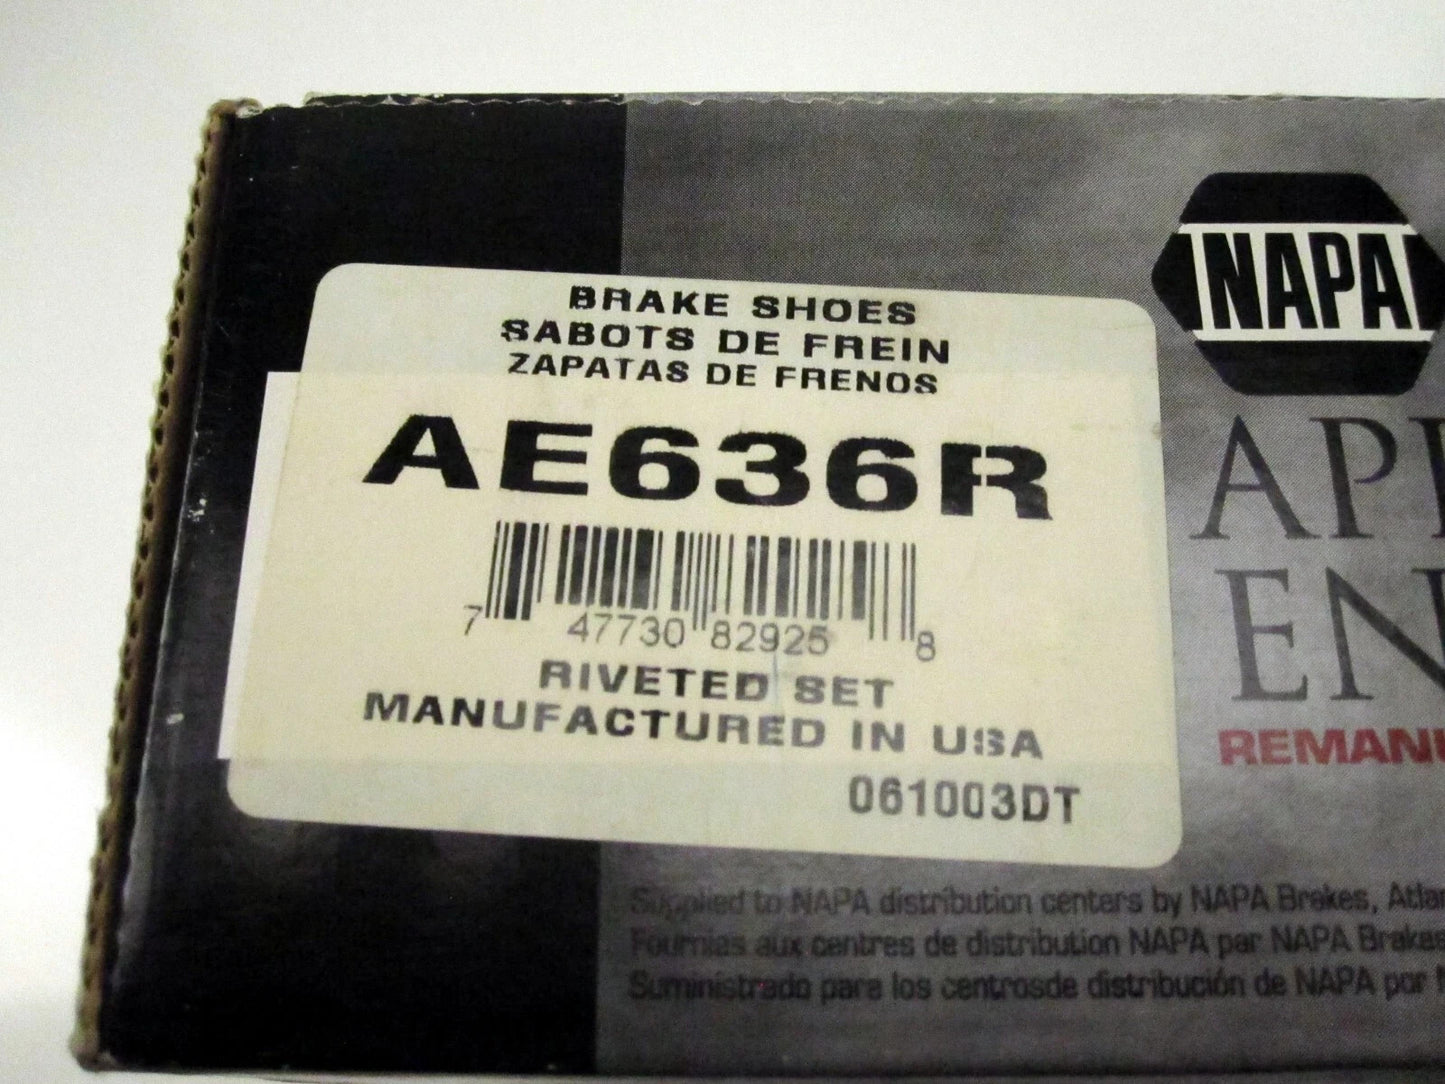 BRAKE SHOES
SABOTS DE FREIN
ZAPATAS DE FRENOS
AE636R
7 47730 82925 8
RIVETED SET
MANUFACTURED IN USA
061003DT
NAPA
Supplied to NAPA distribution centers by NAPA Brakes,
Fournias aux centres de distribution NAPA par NAPA Brakes
Suministrado para los centrosde distribución de NAPA por